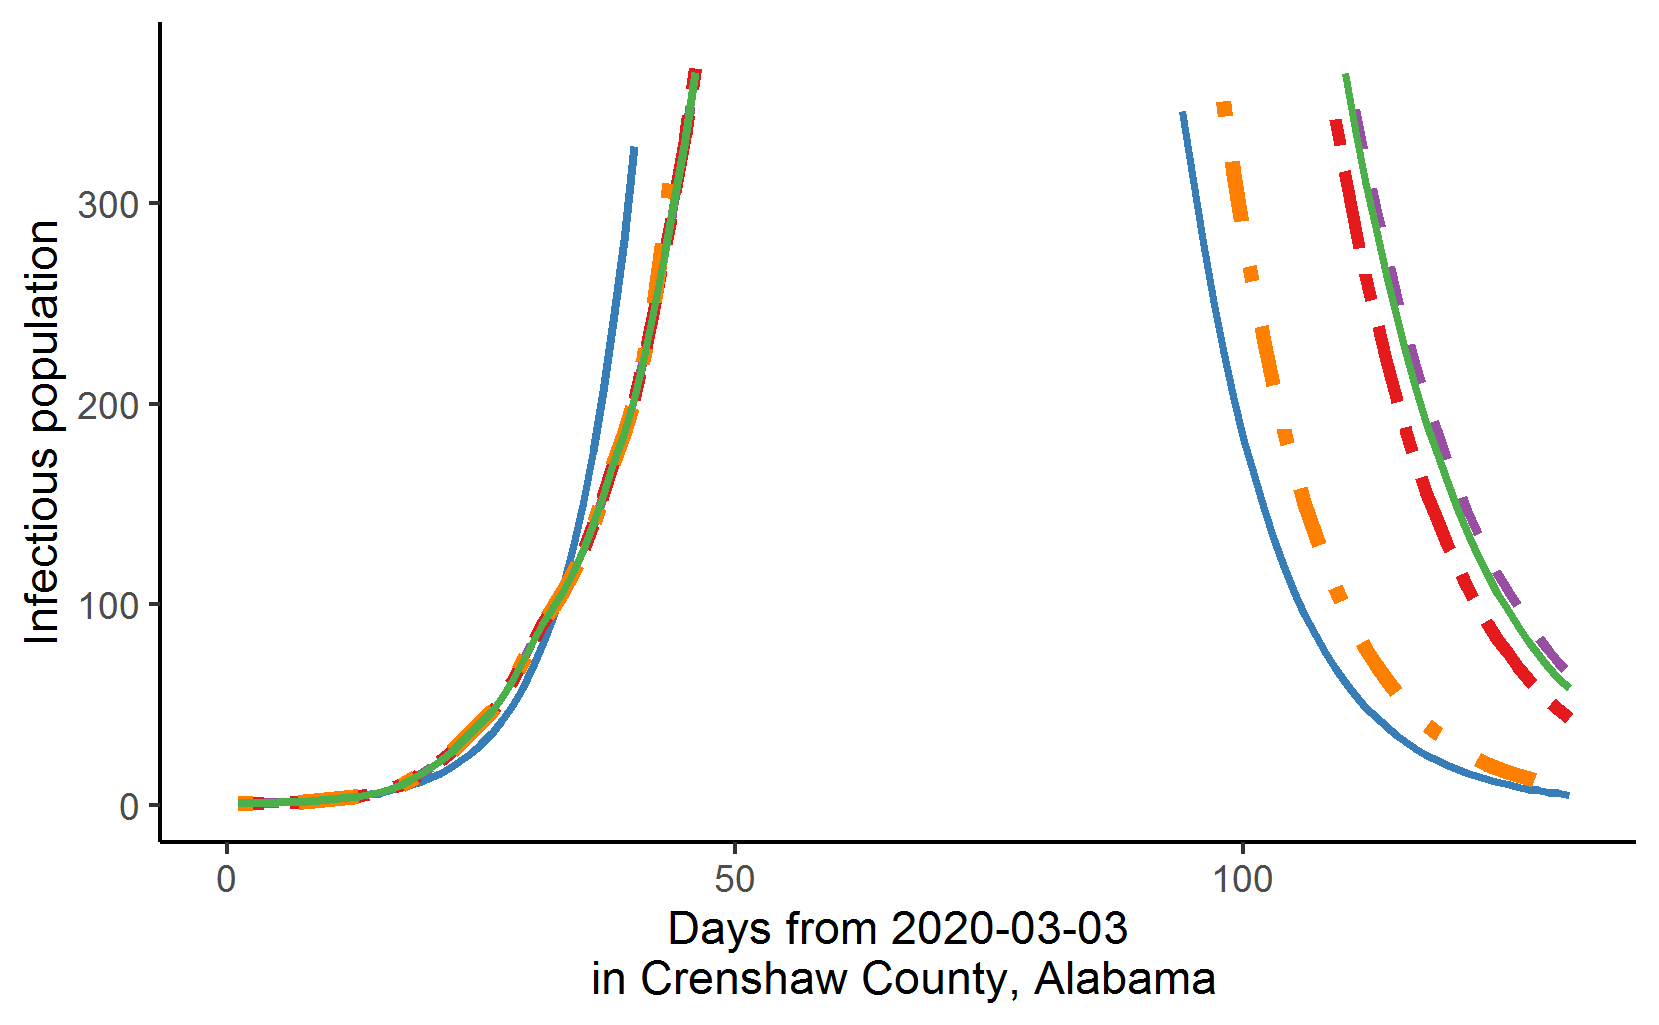 Infectious population
300
200
100
0
0 50 100
Days from 2020-03-03
in Crenshaw County, Alabama